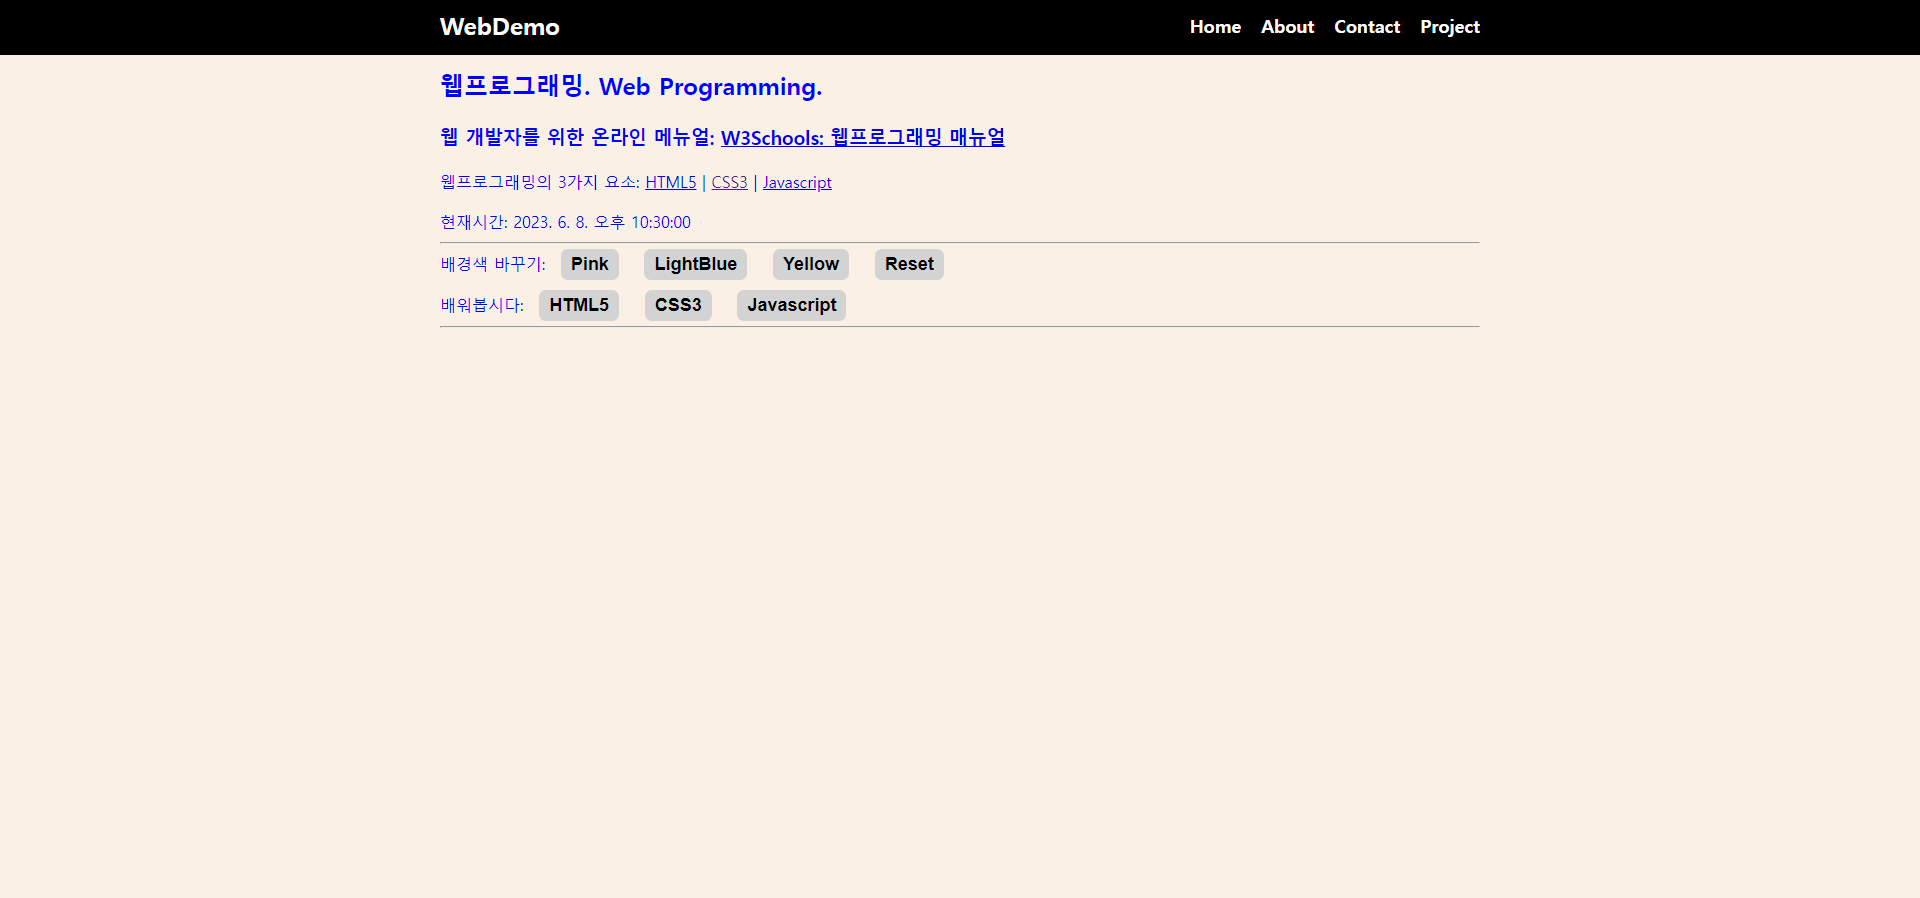 WebDemo Home About Contact Project
웹프로그래밍. Web Programming.
웹 개발자를 위한 온라인 메뉴얼: W3Schools: 웹프로그래밍 매뉴얼
웹프로그래밍의 3가지 요소: HTML5 | CSS3 | Javascript
현재시간: 2023. 6. 8. 오후 10:30:00
배경색 바꾸기: Pink LightBlue Yellow Reset
배워봅시다: HTML5 CSS3 Javascript